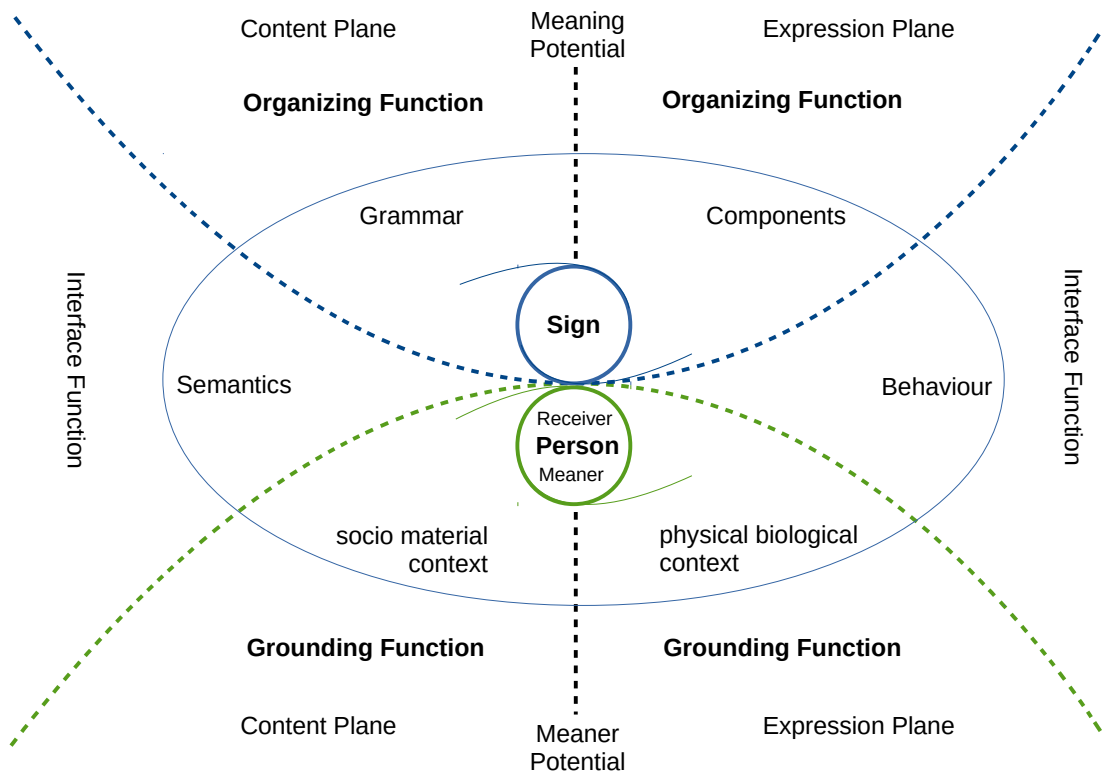 Content Plane
Meaning
Potential
Expression Plane
Organizing Function
Organizing Function
Grammar
Components
Interface Function
Sign
Interface Function
Semantics
Behaviour
Receiver
Person
Meaner
socio material
context
physical biological
context
Grounding Function
Grounding Function
Content Plane
Meaner
Potential
Expression Plane